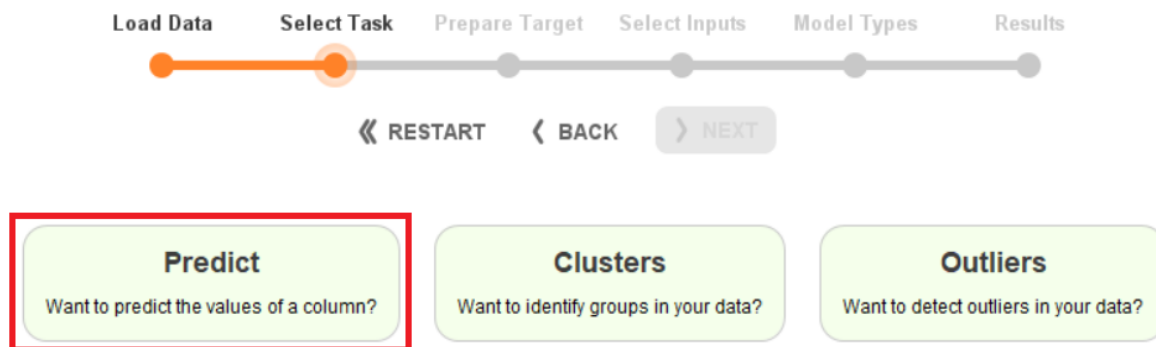 Load Data Select Task Prepare Target Select Inputs Model Types Results
RESTART BACK NEXT
Predict
Want to predict the values of a column?
Clusters
Want to identify groups in your data?
Outliers
Want to detect outliers in your data?